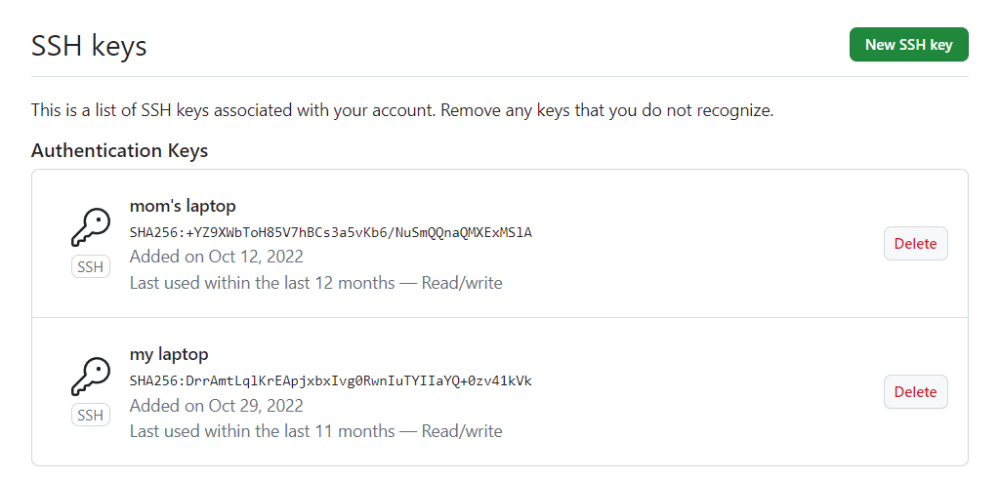 SSH keys
New SSH key
This is a list of SSH keys associated with your account. Remove any keys that you do not recognize.
Authentication Keys
mom's laptop
SHA256:+YZ9XWbToH85V7hBCs3a5vKb6/NuSmQQnaQMXExMSlA
Added on Oct 12, 2022
Last used within the last 12 months — Read/write
SSH
Delete
my laptop
SHA256:DrrAmtLqlKrEApjxbxIvg0RwnIuTYIIaYQ+0zv41kVk
Added on Oct 29, 2022
Last used within the last 11 months — Read/write
SSH
Delete